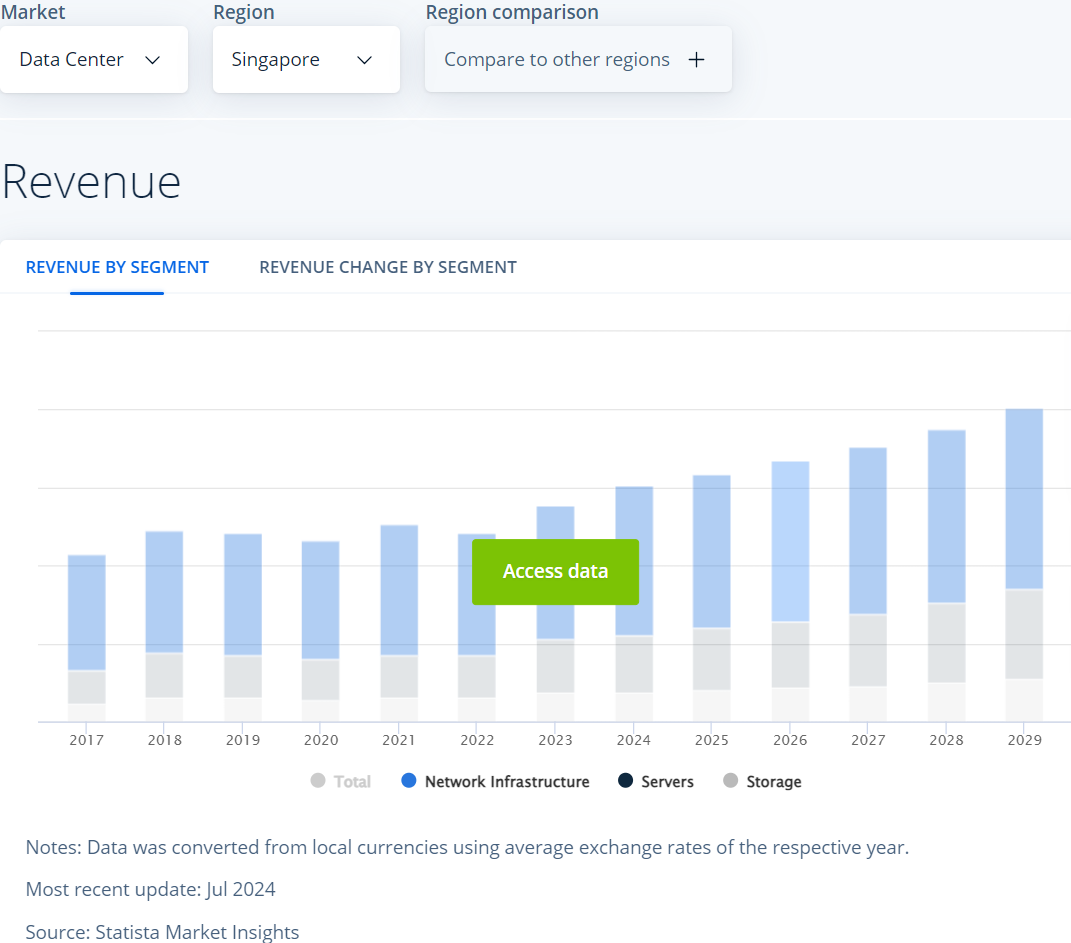 Market Region Region comparison
Data Center Singapore Compare to other regions +
Revenue
REVENUE BY SEGMENT REVENUE CHANGE BY SEGMENT
Access data
2017 2018 2019 2020 2021 2022 2023 2024 2025 2026 2027 2028 2029
Total Network Infrastructure Servers Storage
Notes: Data was converted from local currencies using average exchange rates of the respective year.
Most recent update: Jul 2024
Source: Statista Market Insights